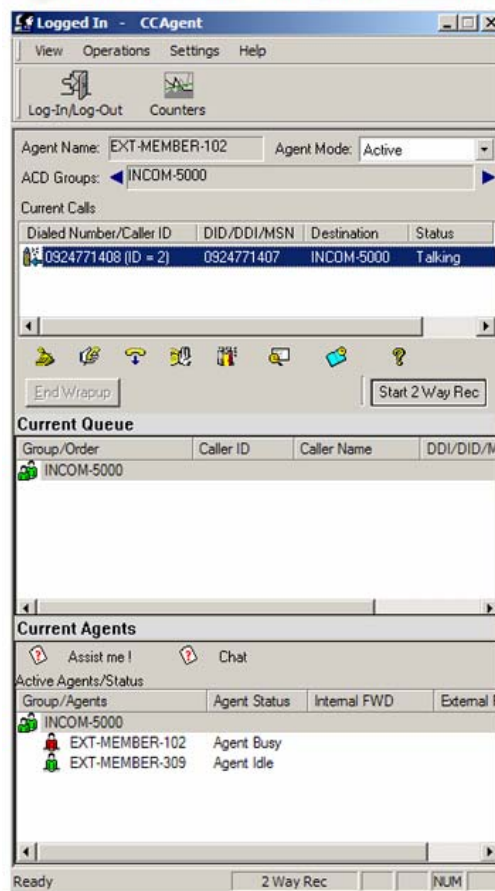 Logged In - CCAgent
View Operations Settings Help
Log-In/Log-Out Counters
Agent Name: EXT-MEMBER-102 Agent Mode: Active
ACD Groups: INCOM-5000
Current Calls
Dialed Number/Caller ID DID/DDI/MSN Destination Status
0924771408 (ID = 2) 0924771407 INCOM-5000 Talking
End Wrapup Start 2 Way Rec
Current Queue
Group/Order Caller ID Caller Name DDI/DID/M
INCOM-5000
Current Agents
Assist me ! Chat
Active Agents/Status
Group/Agents Agent Status Internal FWD External
INCOM-5000
EXT-MEMBER-102 Agent Busy
EXT-MEMBER-309 Agent Idle
Ready 2 Way Rec NUM